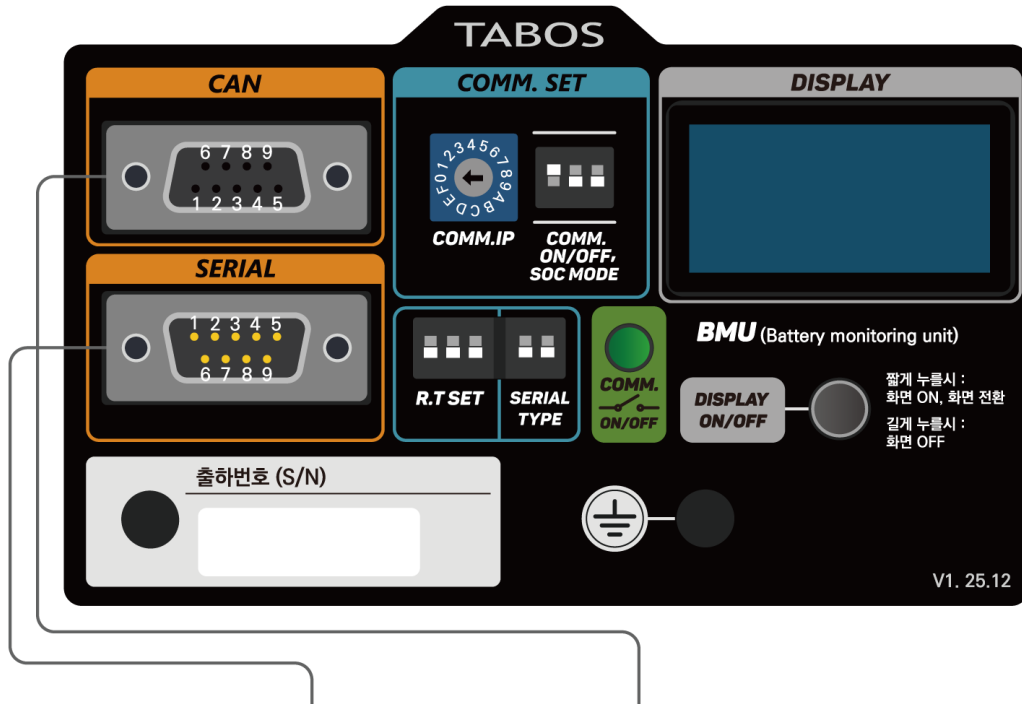 TABOS
CAN
6 7 8 9
1 2 3 4 5
SERIAL
1 2 3 4 5
6 7 8 9
COMM. SET
0123456789ABCDEF
COMM.IP
COMM.
ON/OFF,
SOC MODE
R.T SET
SERIAL
TYPE
COMM.
ON/OFF
DISPLAY
BMU (Battery monitoring unit)
DISPLAY
ON/OFF
짧게 누를시 :
화면 ON, 화면 전환
길게 누를시 :
화면 OFF
출하번호 (S/N)
V1. 25.12